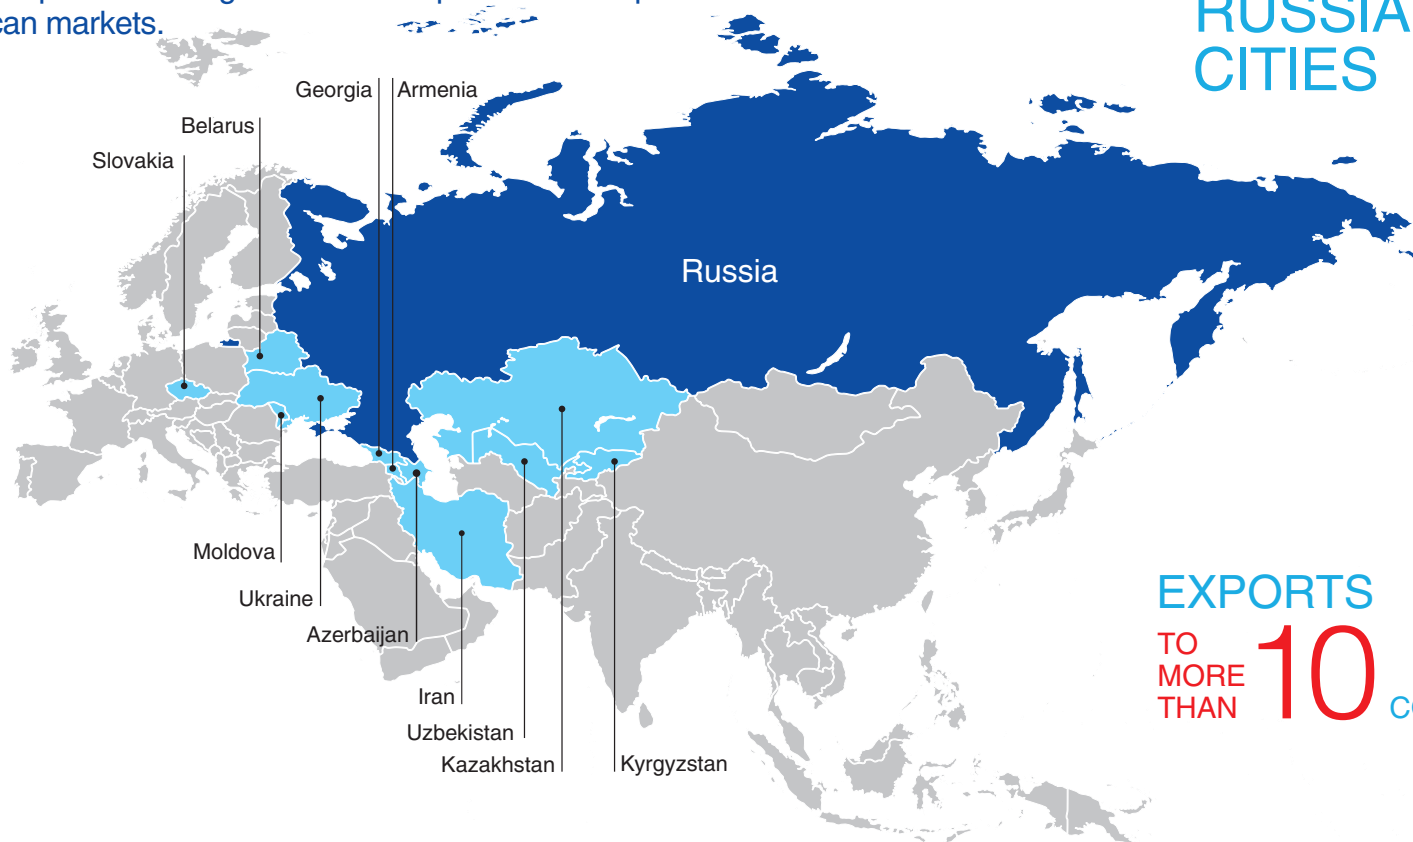 can markets.
RUSSIA
CITIES
Georgia
Armenia
Belarus
Slovakia
Russia
Moldova
Ukraine
Azerbaijan
Iran
Uzbekistan
Kazakhstan
Kyrgyzstan
EXPORTS
TO
MORE
THAN
10